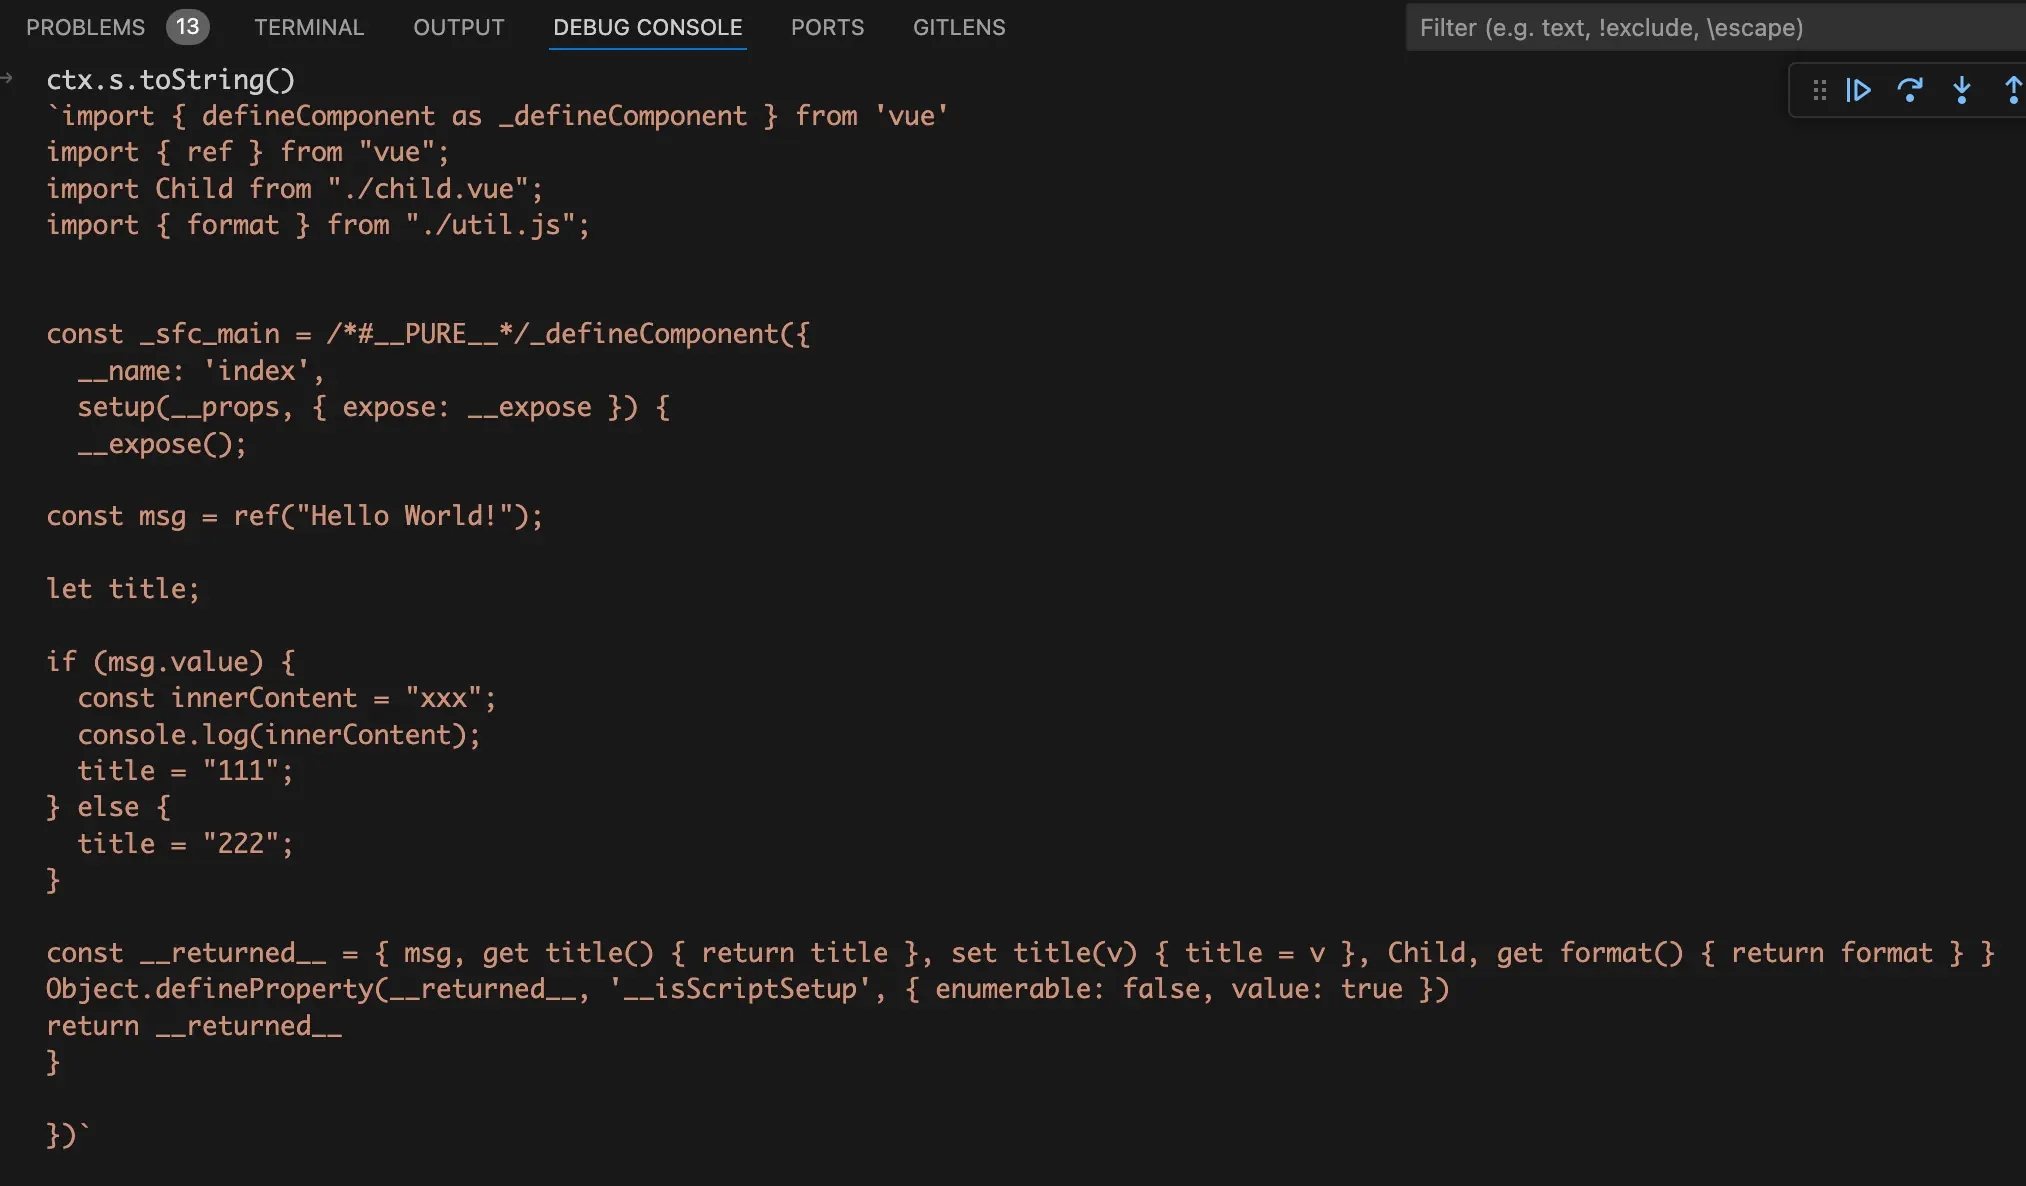 PROBLEMS 13 TERMINAL OUTPUT DEBUG CONSOLE PORTS GITLENS Filter (e.g. text, !exclude, \escape)
ctx.s.toString()
`import { defineComponent as _defineComponent } from 'vue'
import { ref } from "vue";
import Child from "./child.vue";
import { format } from "./util.js";
const _sfc_main = /*#__PURE__*/_defineComponent({
  __name: 'index',
  setup(__props, { expose: __expose }) {
  __expose();
const msg = ref("Hello World!");
let title;
if (msg.value) {
  const innerContent = "xxx";
  console.log(innerContent);
  title = "111";
} else {
  title = "222";
}
const __returned__ = { msg, get title() { return title }, set title(v) { title = v }, Child, get format() { return format } }
Object.defineProperty(__returned__, '__isScriptSetup', { enumerable: false, value: true })
return __returned__
}
})`